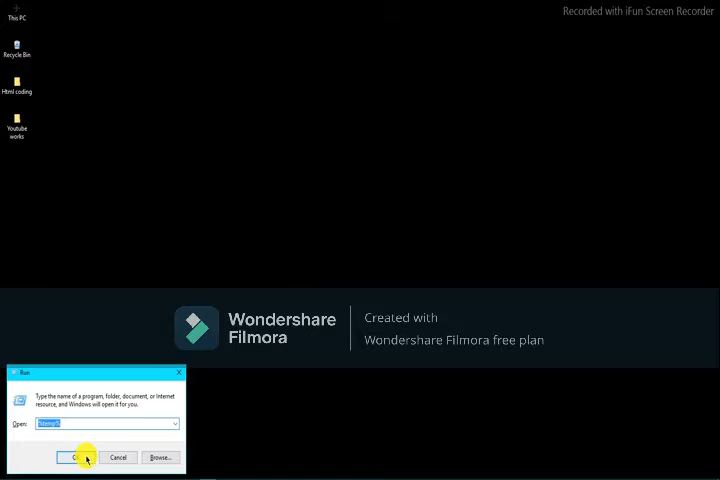 Recorded with iFun Screen Recorder
This PC
Recycle Bin
Html coding
Youtube
works
Wondershare
Filmora
Created with
Wondershare Filmora free plan
Run
Type the name of a program, folder, document, or Internet
resource, and Windows will open it for you.
Open:
%temp%
Cancel
Browse...